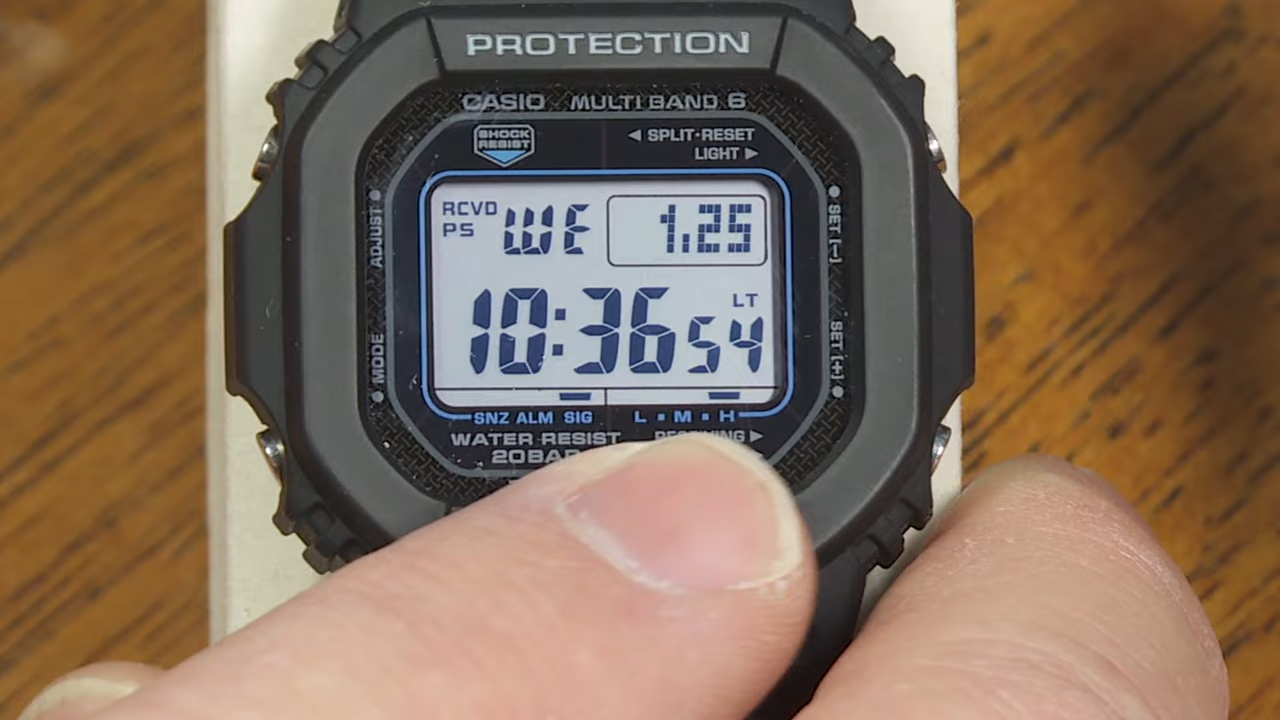 PROTECTION
CASIO MULTI BAND 6
SHOCK RESIST
◄ SPLIT·RESET
LIGHT ►
ADJUST
MODE
SET [−]
SET [+]
RCVD
PS
WE 1.25
LT
10:36 54
SNZ ALM SIG L · M · H
WATER RESIST
20BAR